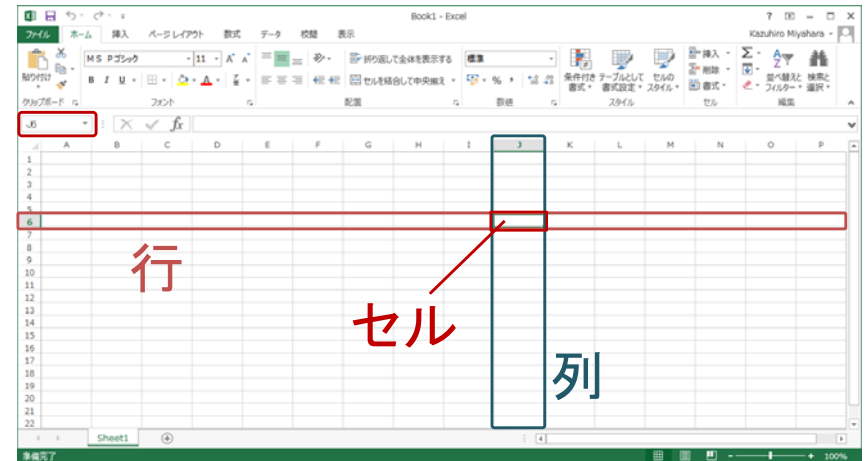 Book1 - Excel
ファイル ホーム 挿入 ページ レイアウト 数式 データ 校閲 表示 Kazuhiro Miyahara
貼り付け
MS Pゴシック 11 A A
B I U A
折り返して全体を表示する
セルを結合して中央揃え
標準
% ,
条件付き書式
テーブルとして書式設定
セルのスタイル
挿入
削除
書式
Σ
並べ替えと フィルター
検索と選択
クリップボード フォント 配置 数値 スタイル セル 編集
J6 fx
A B C D E F G H I J K L M N O P
1
2
3
4
5
6
7
8
9
10
11
12
13
14
15
16
17
18
19
20
21
22
行
セル
列
Sheet1
準備完了 100%